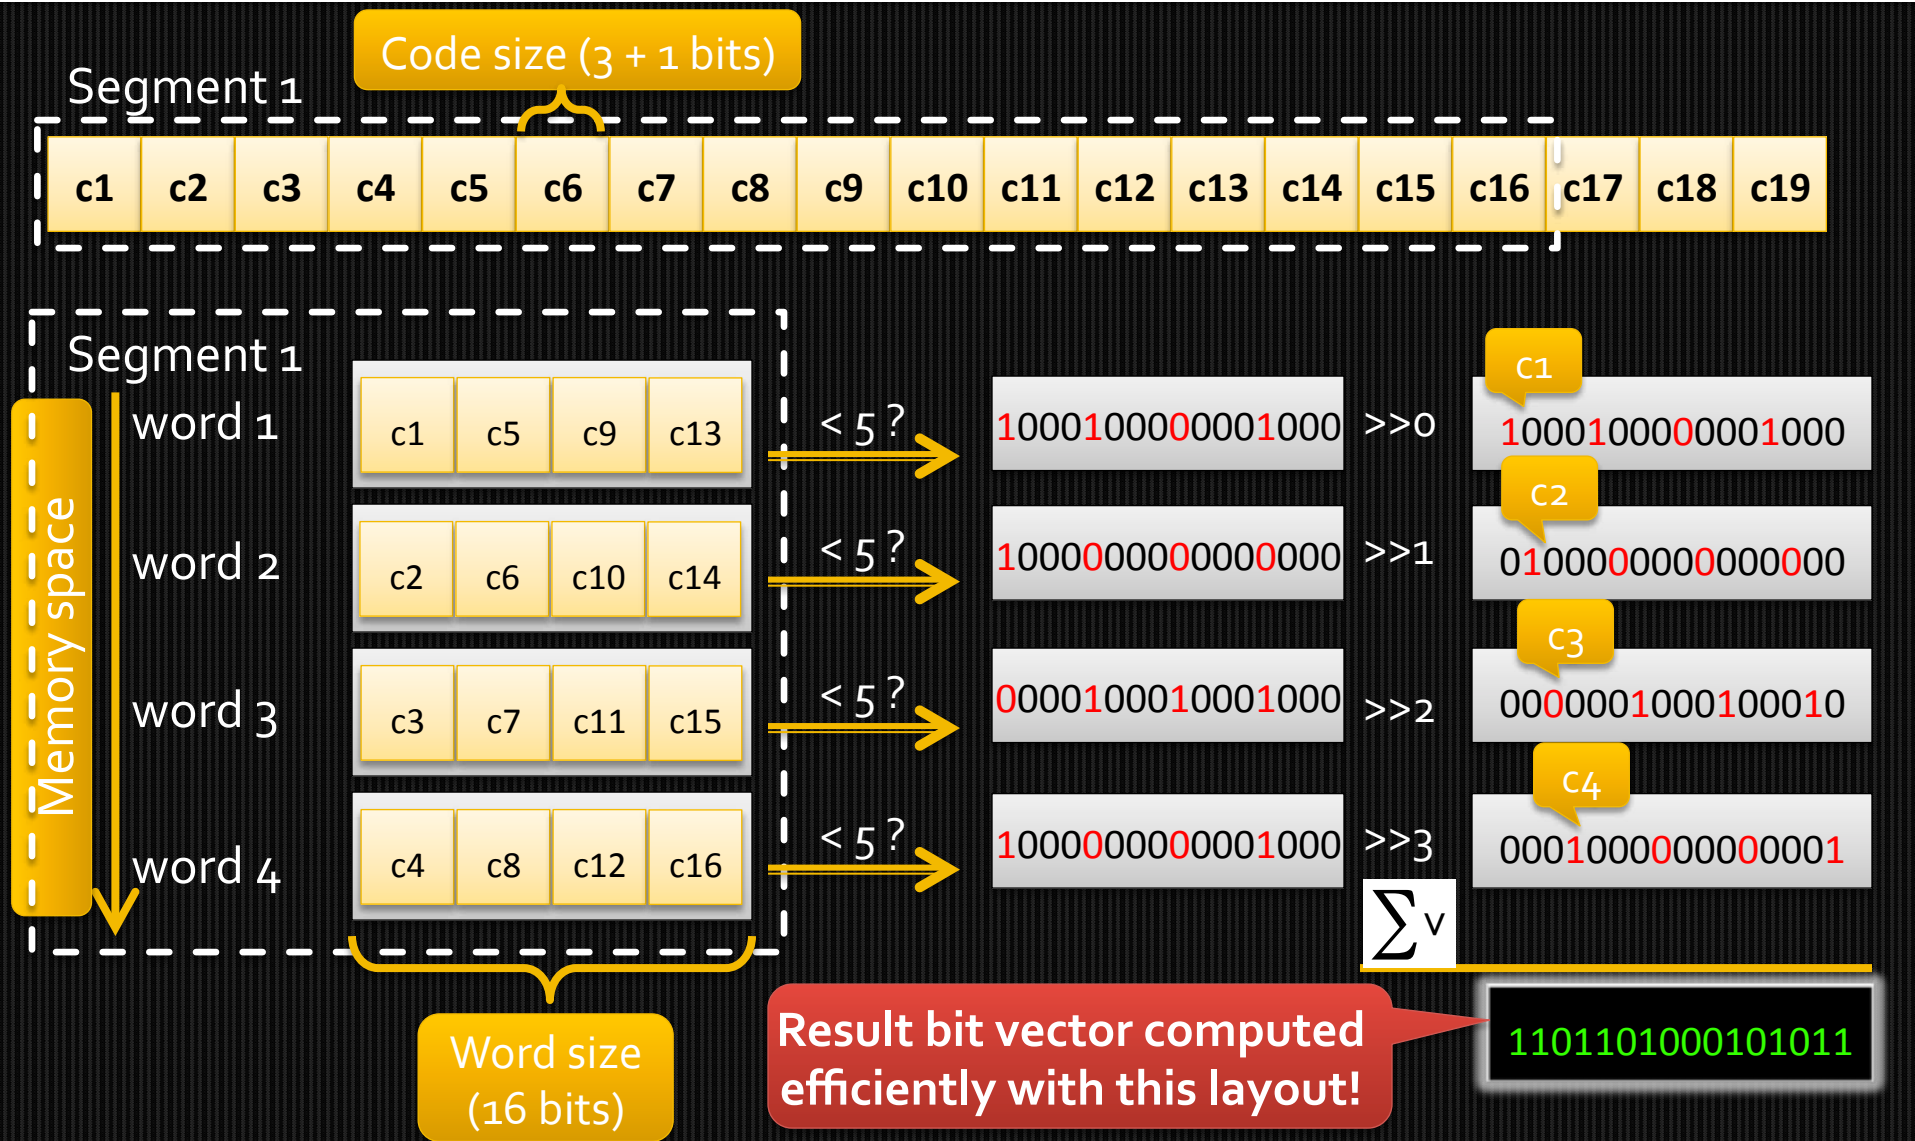 Code size (3 + 1 bits)
Segment 1
c1 c2 c3 c4 c5 c6 c7 c8 c9 c10 c11 c12 c13 c14 c15 c16 c17 c18 c19
Segment 1
Memory space
word 1
c1 c5 c9 c13
< 5 ?
1000100000001000
>>0
c1
1000100000001000
word 2
c2 c6 c10 c14
< 5 ?
1000000000000000
>>1
c2
0100000000000000
word 3
c3 c7 c11 c15
< 5 ?
0000100010001000
>>2
c3
0000001000100010
word 4
c4 c8 c12 c16
< 5 ?
1000000000001000
>>3
c4
0001000000000001
∑∨
Word size
(16 bits)
Result bit vector computed
efficiently with this layout!
1101101000101011